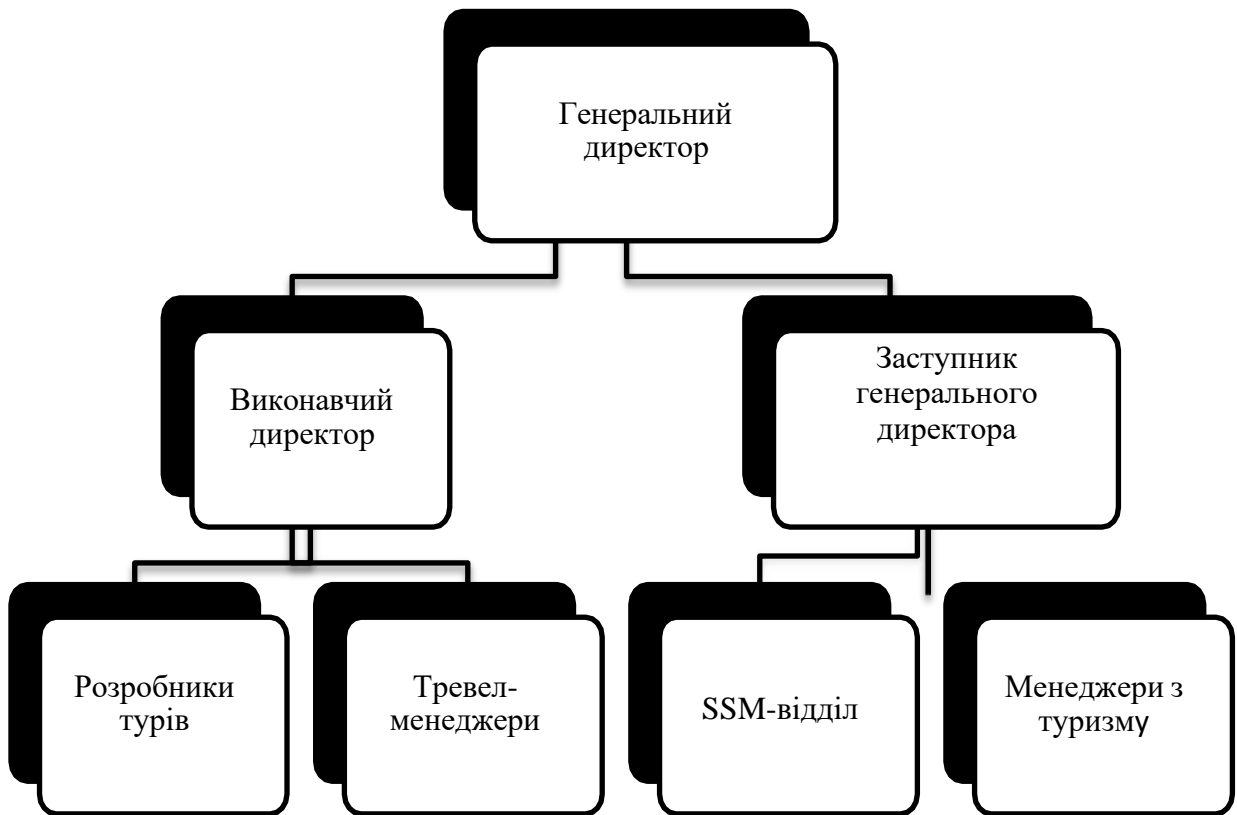 Генеральний
директор
Виконавчий
директор
Заступник
генерального
директора
Розробники
турів
Тревел-
менеджери
SSM-відділ
Менеджери з
туризму